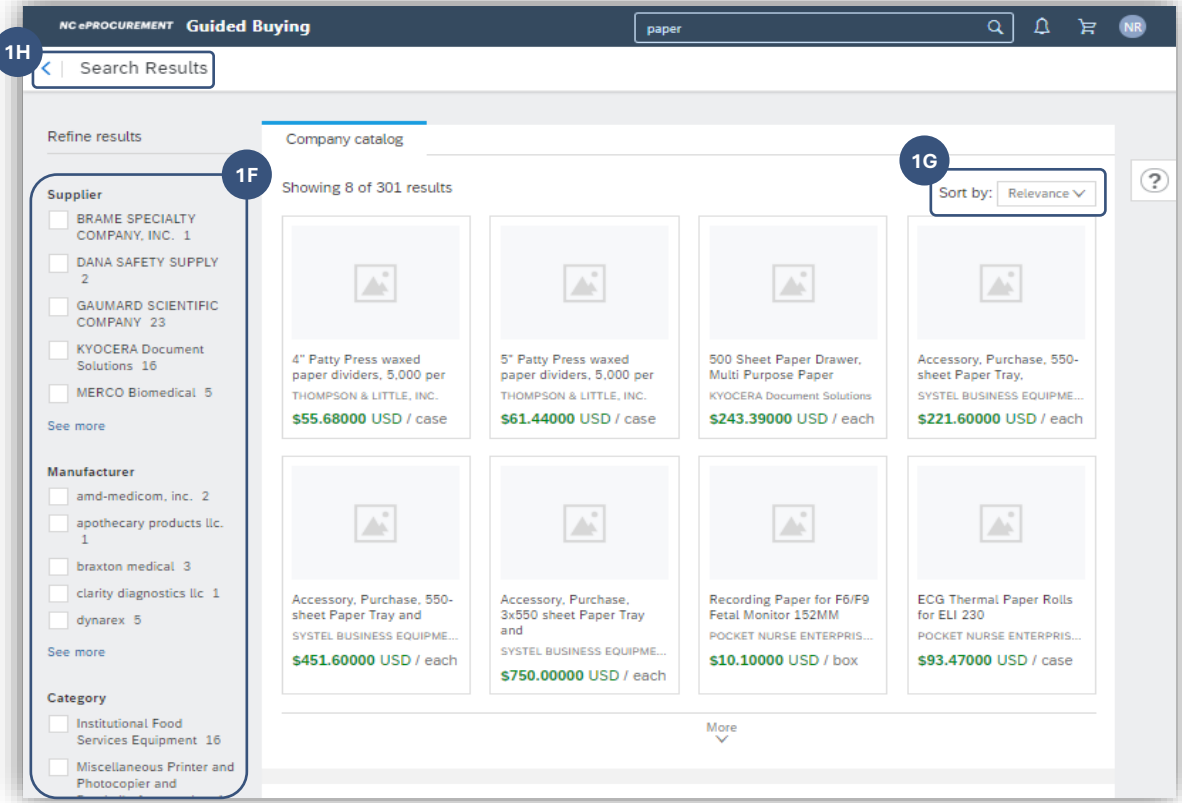 NC ePROCUREMENT Guided Buying
paper
NR
1H
Search Results
Refine results
Company catalog
1F
1G
Showing 8 of 301 results
Sort by: Relevance
?
Supplier
BRAME SPECIALTY
COMPANY, INC. 1
DANA SAFETY SUPPLY
2
GAUMARD SCIENTIFIC
COMPANY 23
KYOCERA Document
Solutions 16
MERCO Biomedical 5
See more
Manufacturer
amd-medicom, inc. 2
apothecary products llc.
1
braxton medical 3
clarity diagnostics llc 1
dynarex 5
See more
Category
Institutional Food
Services Equipment 16
Miscellaneous Printer and
Photocopier and
4" Patty Press waxed
paper dividers, 5,000 per
THOMPSON & LITTLE, INC.
$55.68000 USD / case
5" Patty Press waxed
paper dividers, 5,000 per
THOMPSON & LITTLE, INC.
$61.44000 USD / case
500 Sheet Paper Drawer,
Multi Purpose Paper
KYOCERA Document Solutions
$243.39000 USD / each
Accessory, Purchase, 550-
sheet Paper Tray,
SYSTEL BUSINESS EQUIPME...
$221.60000 USD / each
Accessory, Purchase, 550-
sheet Paper Tray and
SYSTEL BUSINESS EQUIPME...
$451.60000 USD / each
Accessory, Purchase,
3x550 sheet Paper Tray
and
SYSTEL BUSINESS EQUIPME...
$750.00000 USD / each
Recording Paper for F6/F9
Fetal Monitor 152MM
POCKET NURSE ENTERPRIS...
$10.10000 USD / box
ECG Thermal Paper Rolls
for ELI 230
POCKET NURSE ENTERPRIS...
$93.47000 USD / case
More